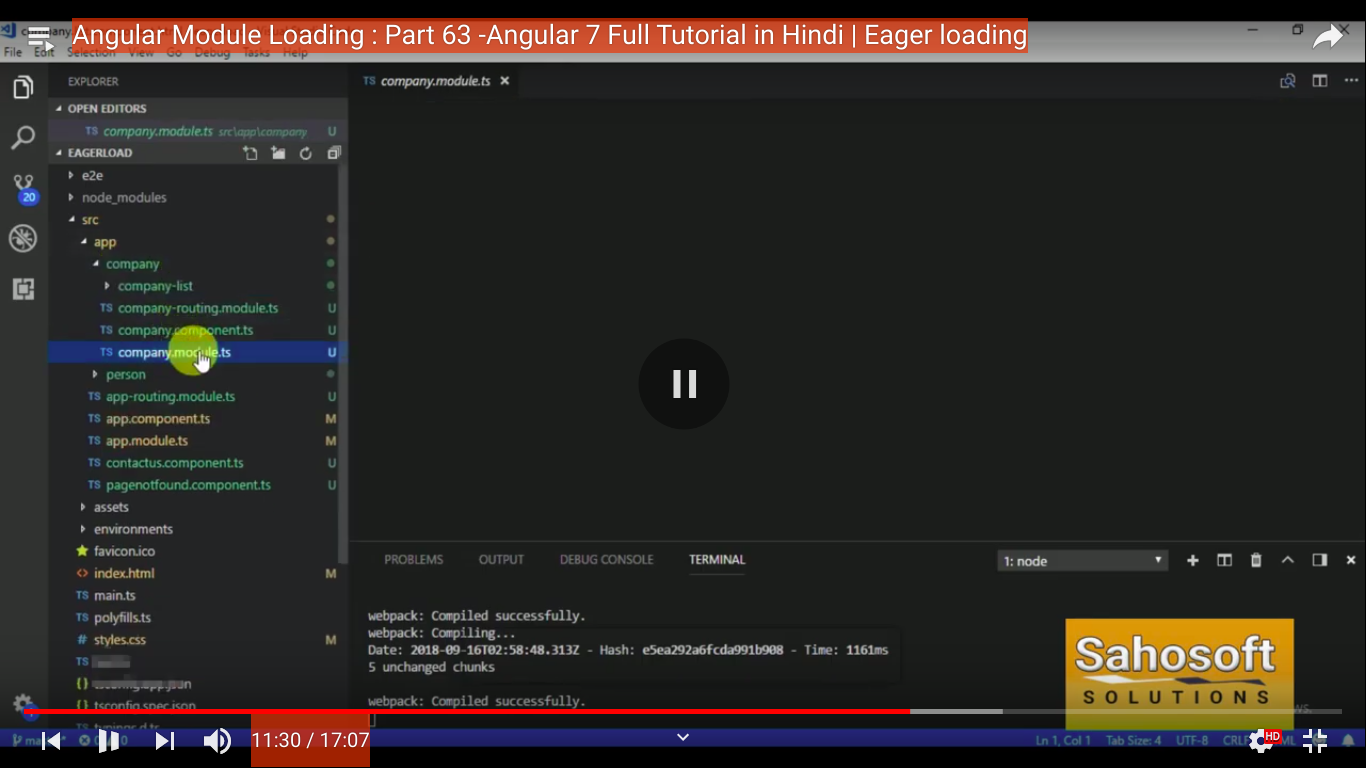 Angular Module Loading : Part 63 -Angular 7 Full Tutorial in Hindi | Eager loading
File Edit Selection View Go Debug Tasks Help
EXPLORER
TS company.module.ts
OPEN EDITORS
TS company.module.ts src\app\company U
EAGERLOAD
e2e
node_modules
20
src
app
company
company-list
TS company-routing.module.ts U
TS company.component.ts U
TS company.module.ts U
person
TS app-routing.module.ts U
TS app.component.ts M
TS app.module.ts M
TS contactus.component.ts U
TS pagenotfound.component.ts U
assets
environments
favicon.ico
<> index.html M
TS main.ts
TS polyfills.ts
# styles.css M
TS
{} tsconfig.app.json
{} tsconfig.spec.json
TS typings.d.ts
PROBLEMS OUTPUT DEBUG CONSOLE TERMINAL 1: node
webpack: Compiled successfully.
webpack: Compiling...
Date: 2018-09-16T02:58:48.313Z - Hash: e5ea292a6fcda991b908 - Time: 1161ms
5 unchanged chunks
webpack: Compiled successfully.
Sahosoft
SOLUTIONS
11:30 / 17:07
Ln 1, Col 1 Tab Size: 4 UTF-8
HD